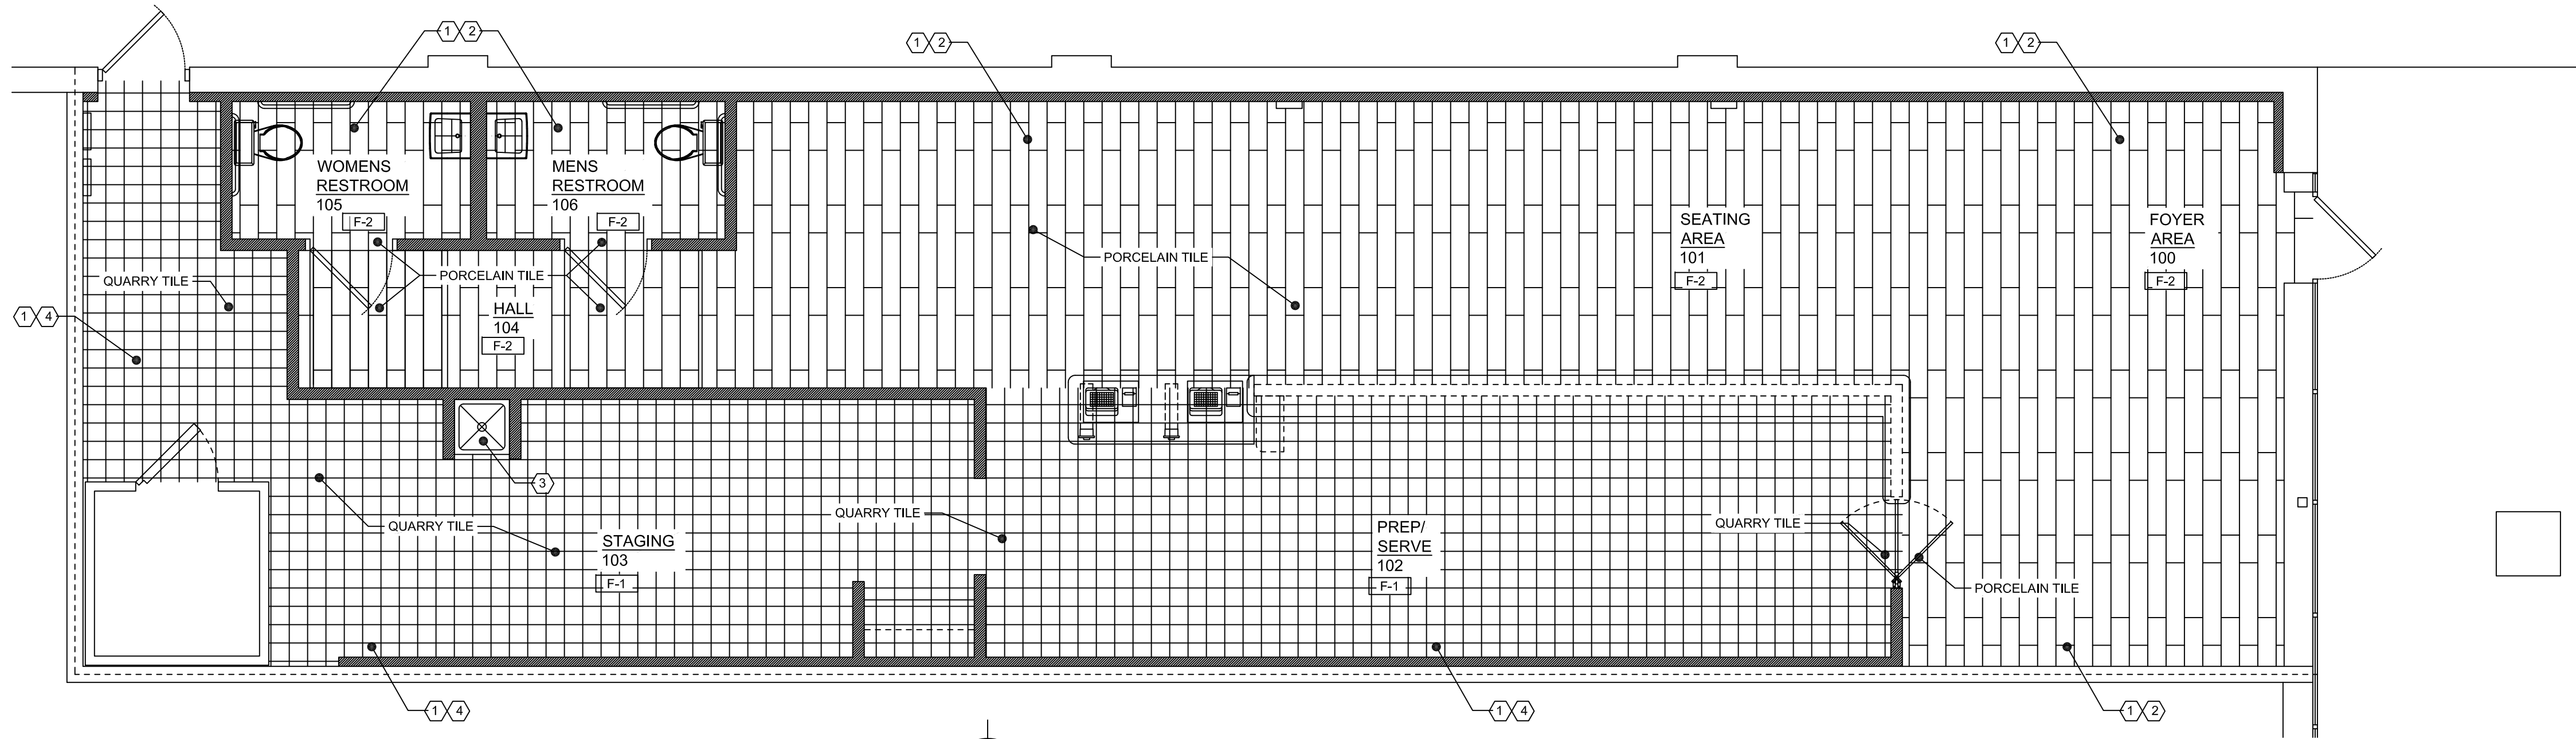 1 2
1 2
1 2
WOMENS
RESTROOM
105
F-2
MENS
RESTROOM
106
F-2
SEATING
AREA
101
F-2
FOYER
AREA
100
F-2
QUARRY TILE
PORCELAIN TILE
PORCELAIN TILE
HALL
104
F-2
1 4
3
QUARRY TILE
STAGING
103
F-1
QUARRY TILE
PREP/
SERVE
102
F-1
QUARRY TILE
PORCELAIN TILE
1 4
1 4
1 2